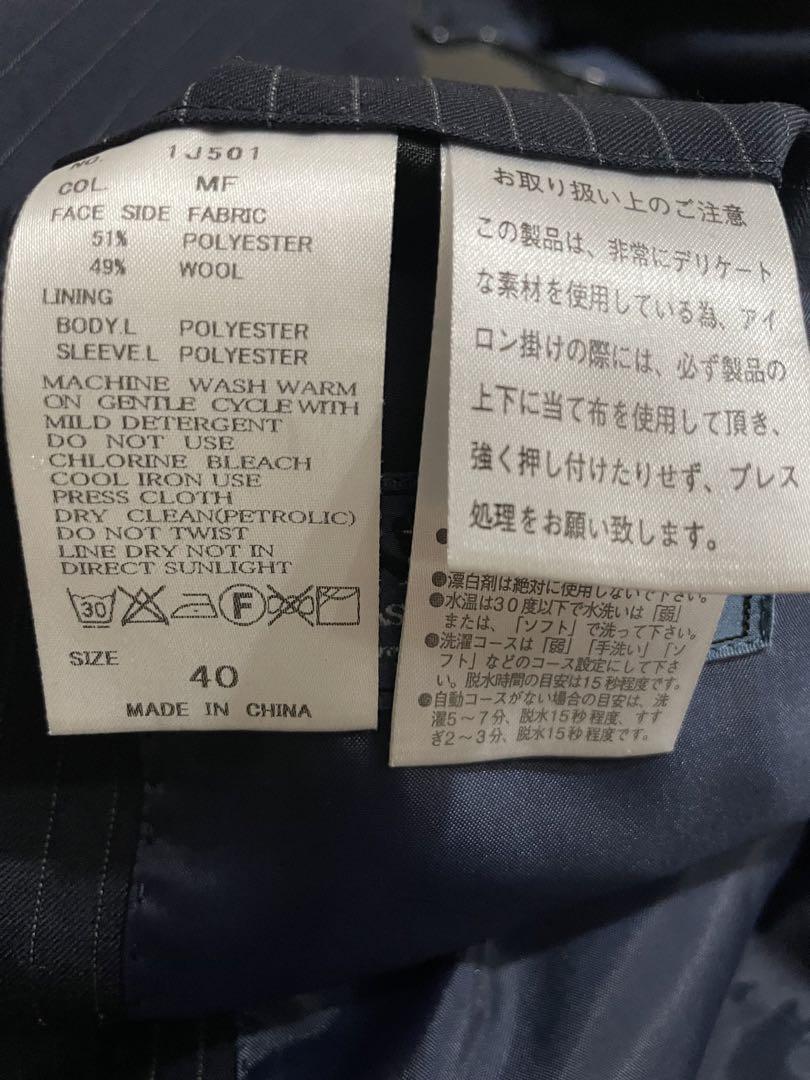 NO. 1J501
COL. MF
FACE SIDE FABRIC
51% POLYESTER
49% WOOL
LINING
BODY.L POLYESTER
SLEEVE.L POLYESTER
MACHINE WASH WARM
ON GENTLE CYCLE WITH
MILD DETERGENT
DO NOT USE
CHLORINE BLEACH
COOL IRON USE
PRESS CLOTH
DRY CLEAN(PETROLIC)
DO NOT TWIST
LINE DRY NOT IN
DIRECT SUNLIGHT
30 F
SIZE
40
MADE IN CHINA
お取り扱い上のご注意
この製品は、非常にデリケート
な素材を使用している為、アイ
ロン掛けの際には、必ず製品の
上下に当て布を使用して頂き、
強く押し付けたりせず、プレス
処理をお願い致します。
●漂白剤は絶対に使用しないで下さい。
●水温は30度以下で水洗いは「弱」
または、「ソフト」で洗って下さい。
●洗濯コースは「弱」「手洗い」「ソ
フト」などのコース設定にして下さ
い。脱水時間の目安は15秒程度です。
●自動コースがない場合の目安は、洗
濯5～7分、脱水15秒程度、すす
ぎ2～3分、脱水15秒程度です。